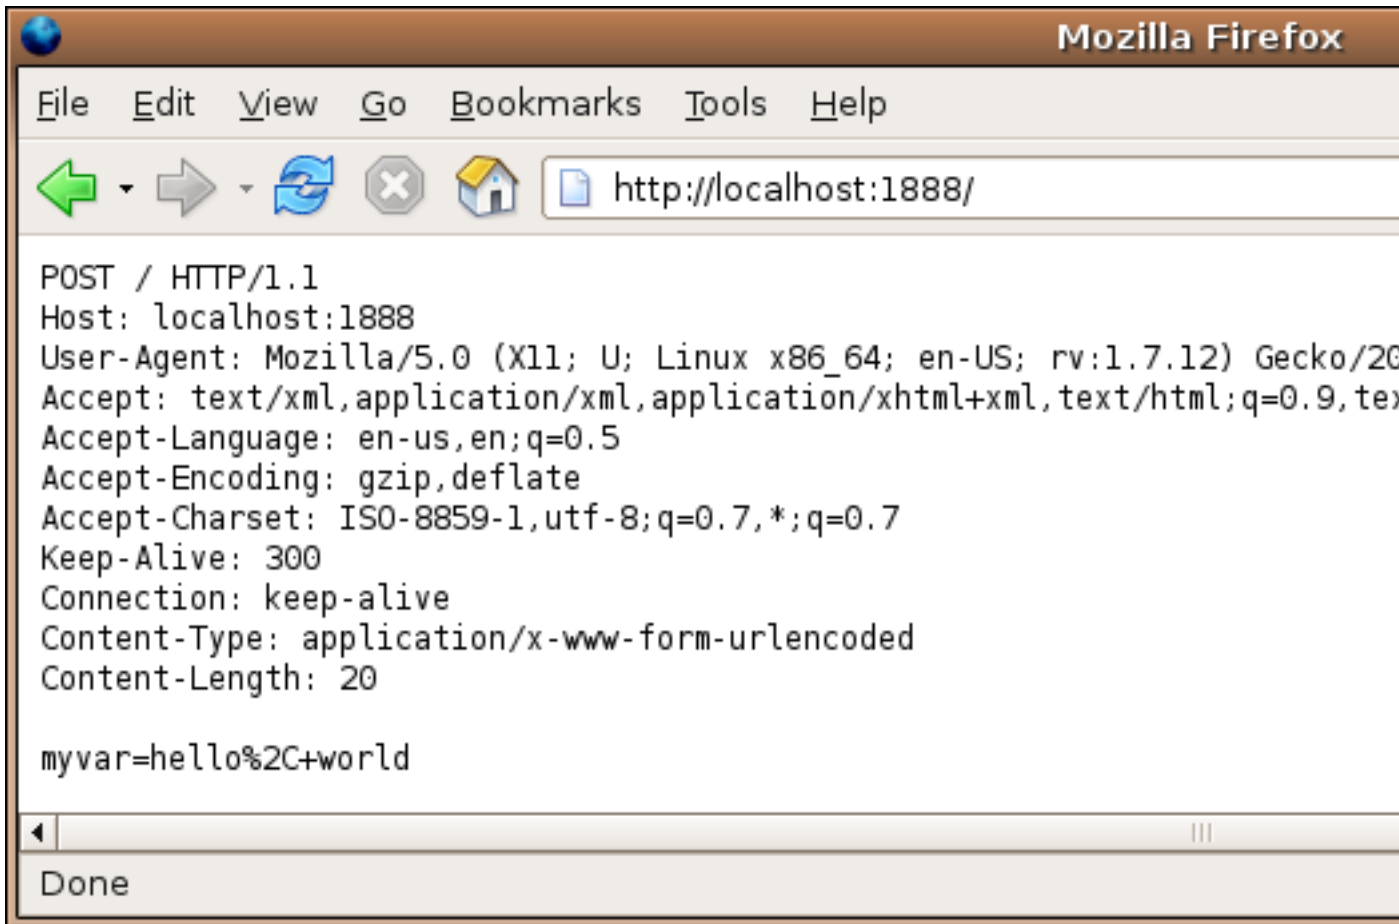 Mozilla Firefox
File Edit View Go Bookmarks Tools Help
http://localhost:1888/
POST / HTTP/1.1
Host: localhost:1888
User-Agent: Mozilla/5.0 (X11; U; Linux x86_64; en-US; rv:1.7.12) Gecko/20
Accept: text/xml,application/xml,application/xhtml+xml,text/html;q=0.9,tex
Accept-Language: en-us,en;q=0.5
Accept-Encoding: gzip,deflate
Accept-Charset: ISO-8859-1,utf-8;q=0.7,*;q=0.7
Keep-Alive: 300
Connection: keep-alive
Content-Type: application/x-www-form-urlencoded
Content-Length: 20
myvar=hello%2C+world
Done